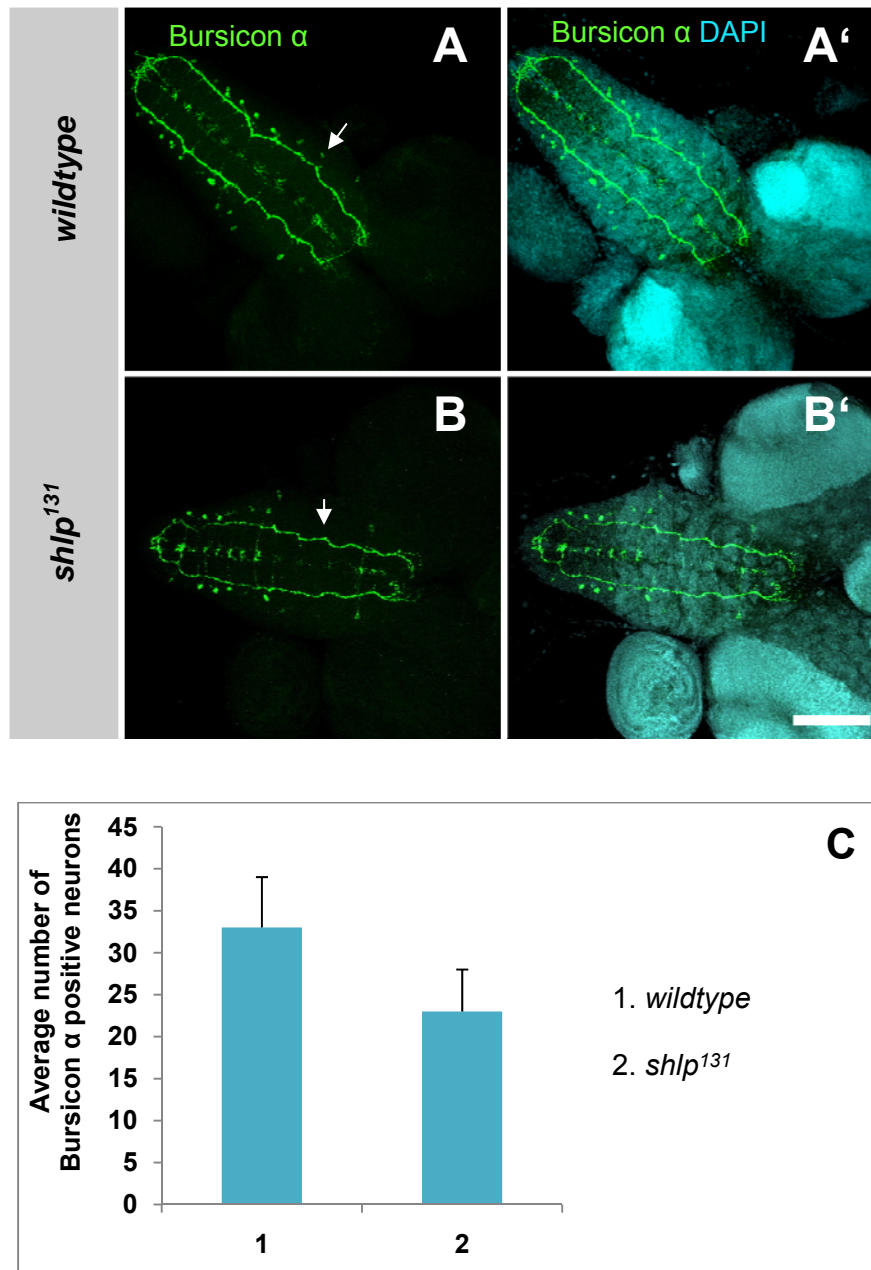 Bursicon α
A
Bursicon α DAPI
A‘
wildtype
B
B‘
shlp¹³¹
C
Average number of
Bursicon α positive neurons
45
40
35
30
25
20
15
10
5
0
1
2
1. wildtype
2. shlp¹³¹